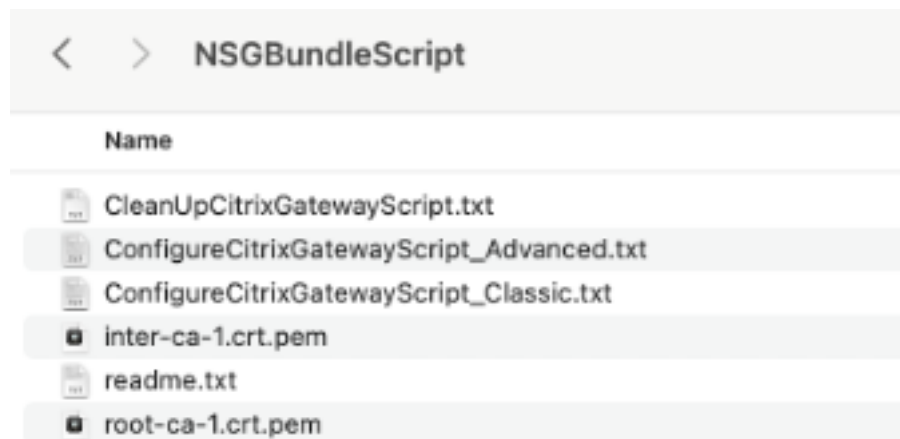 NSGBundleScript
Name
CleanUpCitrixGatewayScript.txt
ConfigureCitrixGatewayScript_Advanced.txt
ConfigureCitrixGatewayScript_Classic.txt
inter-ca-1.crt.pem
readme.txt
root-ca-1.crt.pem